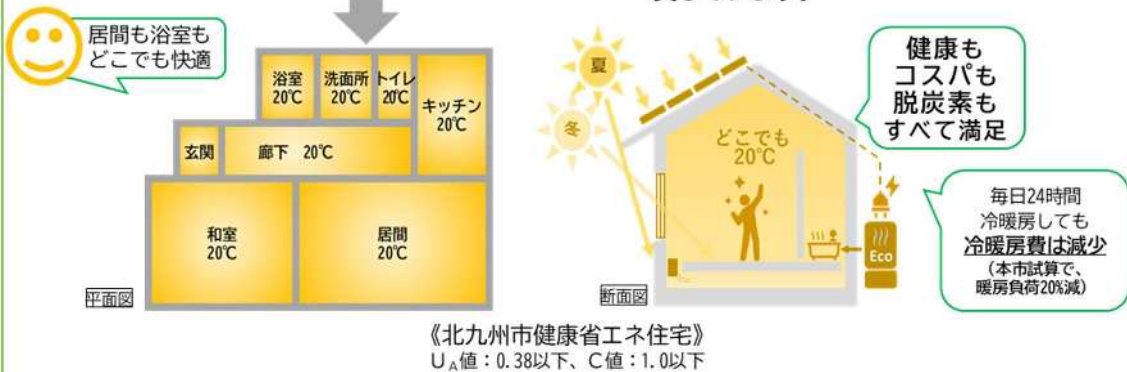 居間も浴室も
どこでも快適
浴室
20℃
洗面所
20℃
トイレ
20℃
キッチン
20℃
玄関
廊下 20℃
和室
20℃
居間
20℃
平面図
夏
冬
どこでも
20℃
Eco
断面図
健康も
コスパも
脱炭素も
すべて満足
毎日24時間
冷暖房しても
冷暖房費は減少
(本市試算で、
暖房負荷20%減)
《北九州市健康省エネ住宅》
UA値：0.38以下、C値：1.0以下